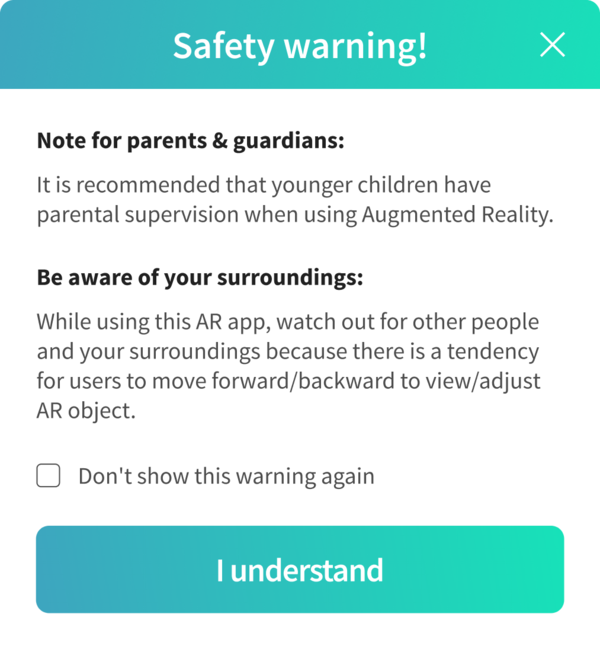 Safety warning!
Note for parents & guardians:
It is recommended that younger children have
parental supervision when using Augmented Reality.
Be aware of your surroundings:
While using this AR app, watch out for other people
and your surroundings because there is a tendency
for users to move forward/backward to view/adjust
AR object.
Don't show this warning again
I understand